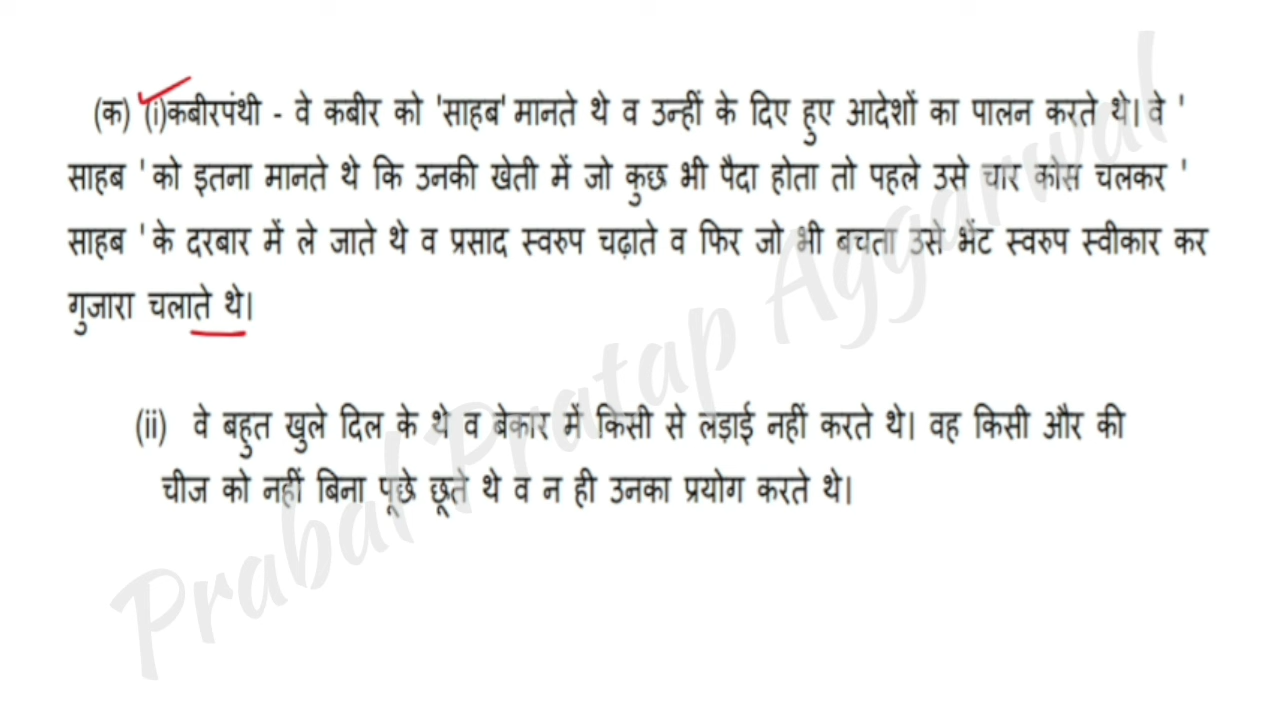 (क) (i)कबीरपंथी - वे कबीर को 'साहब' मानते थे व उन्हीं के दिए हुए आदेशों का पालन करते थे। वे '
साहब ' को इतना मानते थे कि उनकी खेती में जो कुछ भी पैदा होता तो पहले उसे चार कोस चलकर '
साहब ' के दरबार में ले जाते थे व प्रसाद स्वरुप चढ़ाते व फिर जो भी बचता उसे भेंट स्वरुप स्वीकार कर
गुजारा चलाते थे।
(ii) वे बहुत खुले दिल के थे व बेकार में किसी से लड़ाई नहीं करते थे। वह किसी और की
चीज को नहीं बिना पूछे छूते थे व न ही उनका प्रयोग करते थे।
Prabal Pratap Aggarwal